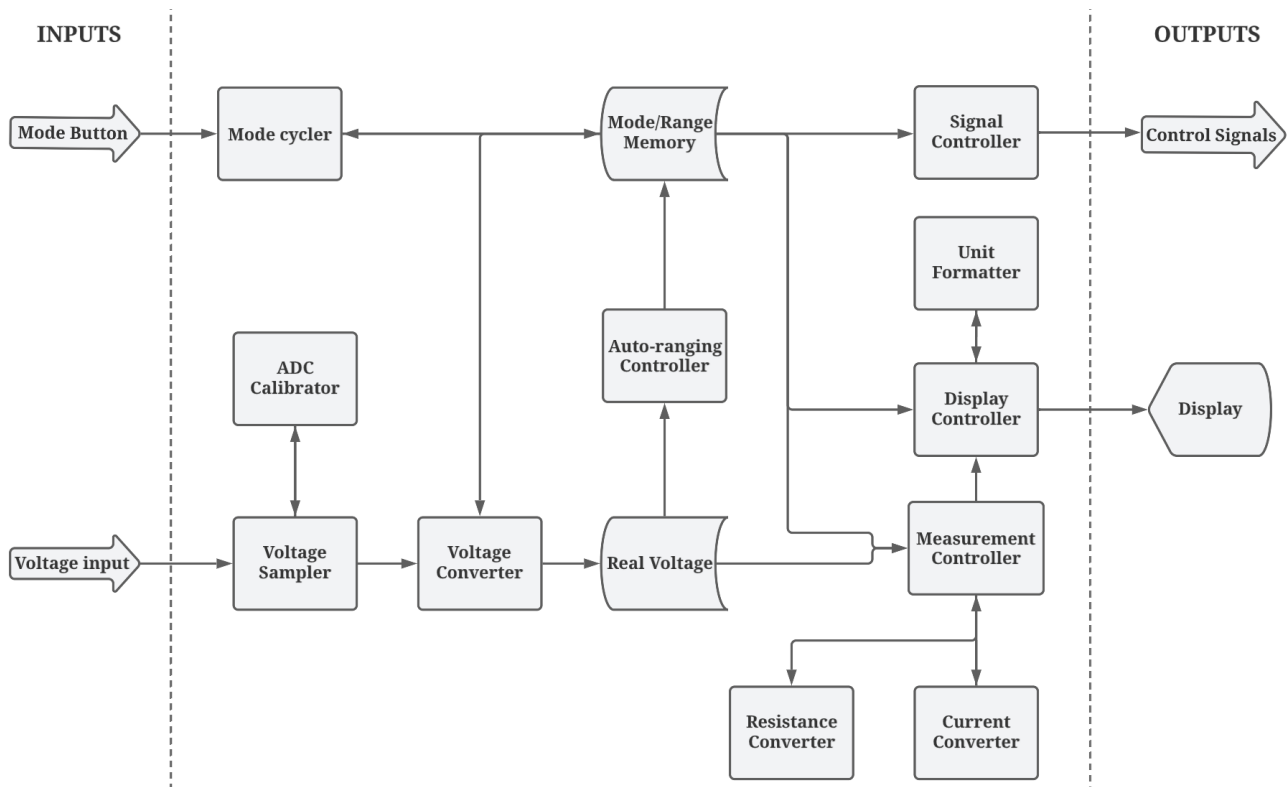 INPUTS
OUTPUTS
Mode Button
Mode cycler
Mode/Range
Memory
Signal
Controller
Control Signals
Unit
Formatter
ADC
Calibrator
Auto-ranging
Controller
Display
Controller
Display
Voltage input
Voltage
Sampler
Voltage
Converter
Real Voltage
Measurement
Controller
Resistance
Converter
Current
Converter